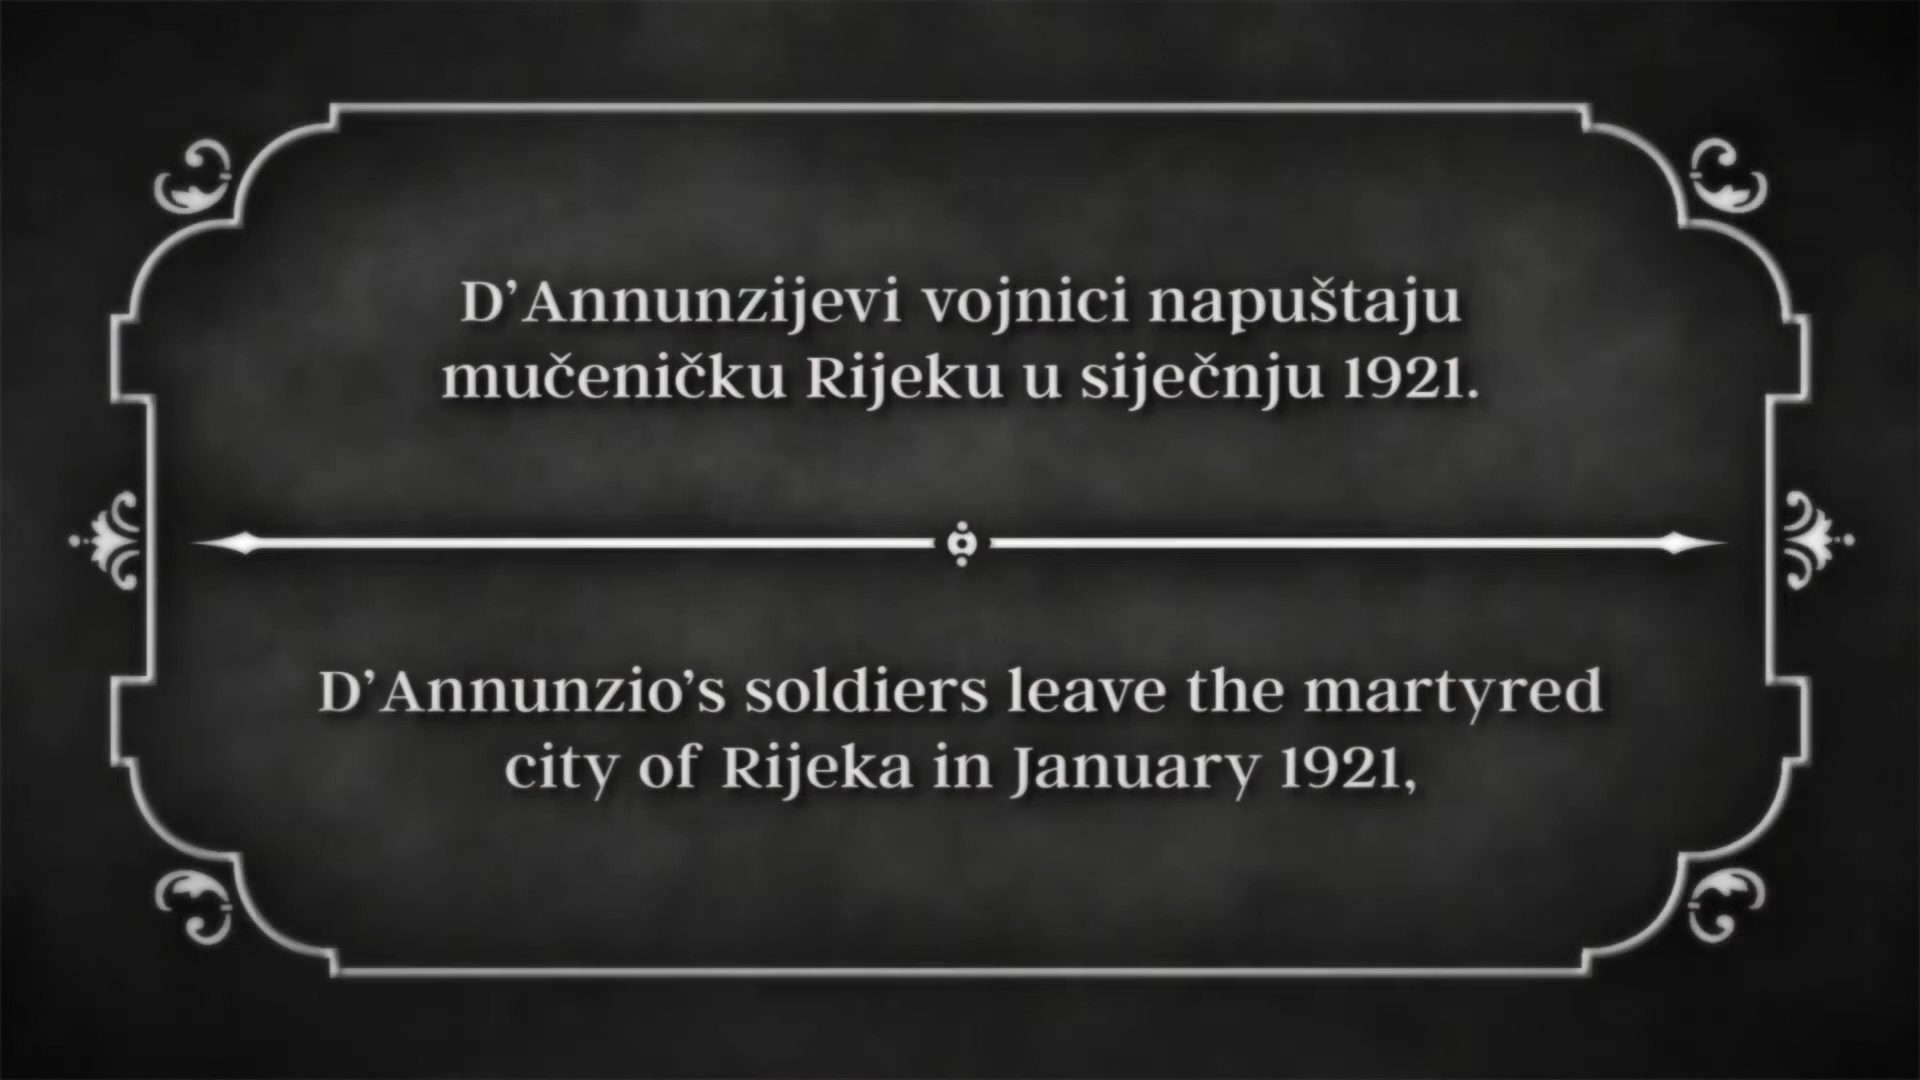 D’Annunzijevi vojnici napuštaju
mučeničku Rijeku u siječnju 1921.
D’Annunzio’s soldiers leave the martyred
city of Rijeka in January 1921,